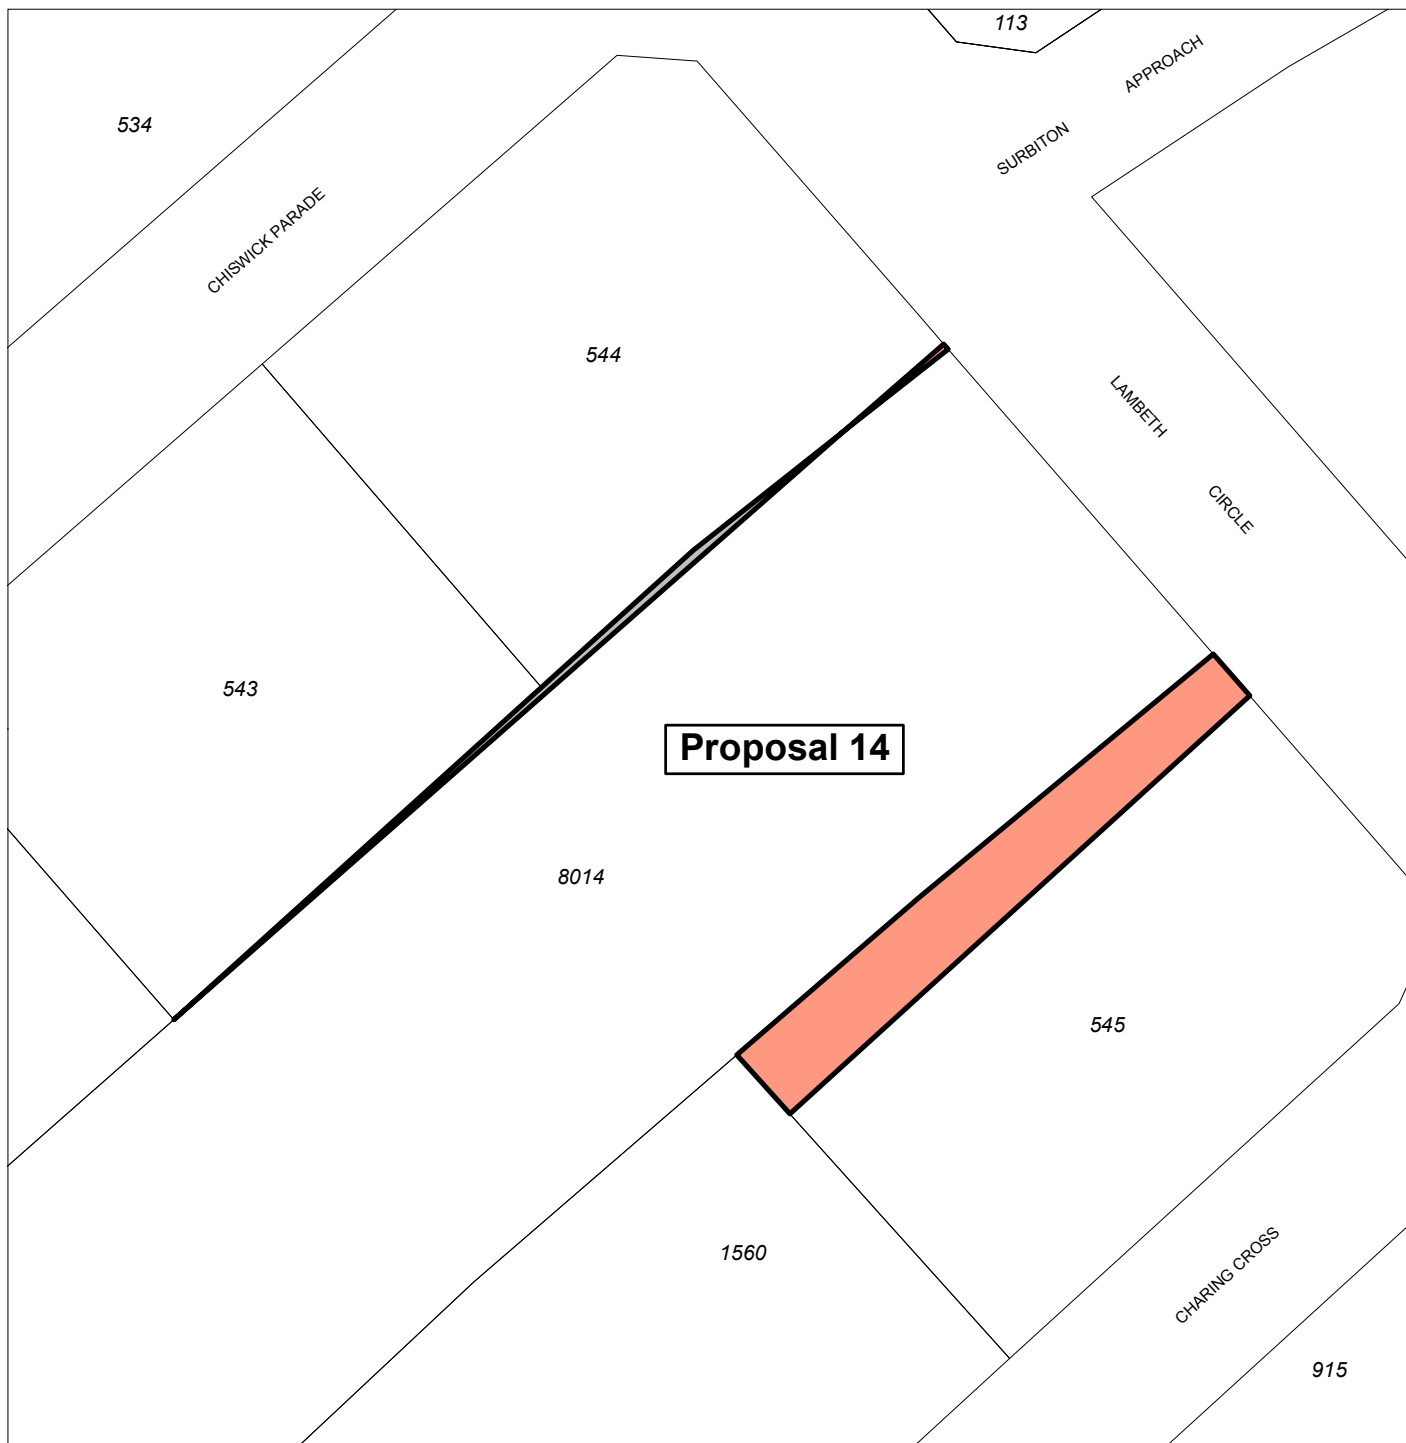 113
APPROACH
534
SURBITON
CHISWICK PARADE
544
LAMBETH
CIRCLE
543
Proposal 14
8014
545
1560
CHARING CROSS
915